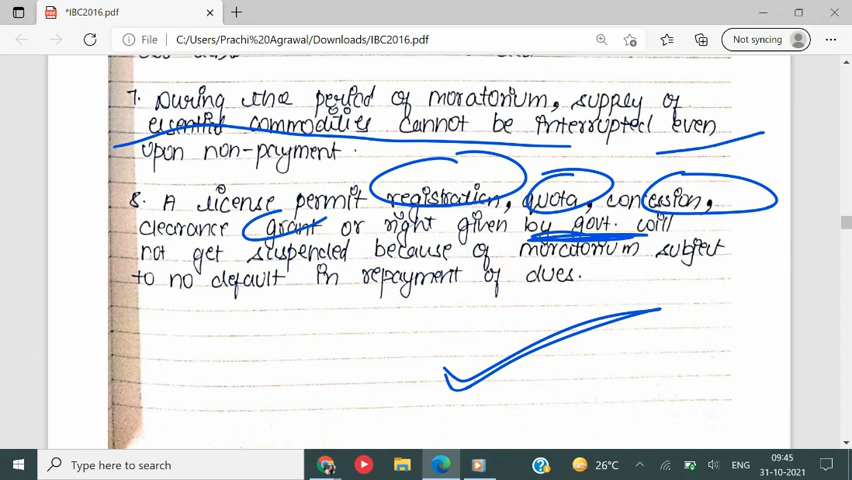 *IBC2016.pdf
File C:/Users/Prachi%20Agrawal/Downloads/IBC2016.pdf
Not syncing
7. During the period of moratorium, supply of
essential commodities cannot be interrupted even
upon non-payment.
8. A license permit registration, quota, concession,
clearance grant or right given by govt. will
not get suspended because of moratorium subject
to no default in repayment of dues.
Type here to search
26°C
ENG
09:45
31-10-2021